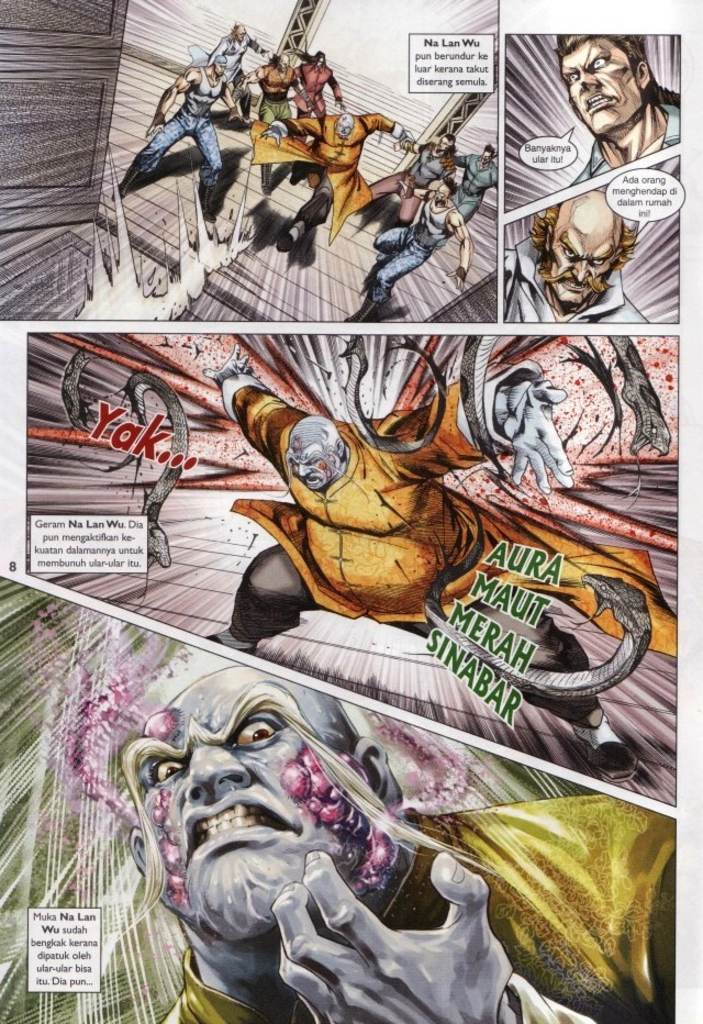 Na Lan Wu
pun berundur ke
luar kerana takut
diserang semula.
Banyaknya
ular itu!
Ada orang
menghendap di
dalam rumah
ini!
Yak...
Geram Na Lan Wu. Dia
pun mengaktifkan ke-
kuatan dalamannya untuk
membunuh ular-ular itu.
8
AURA
MAUT
MERAH
SINABAR
Muka Na Lan
Wu sudah
bengkak kerana
dipatuk oleh
ular-ular bisa
itu. Dia pun...